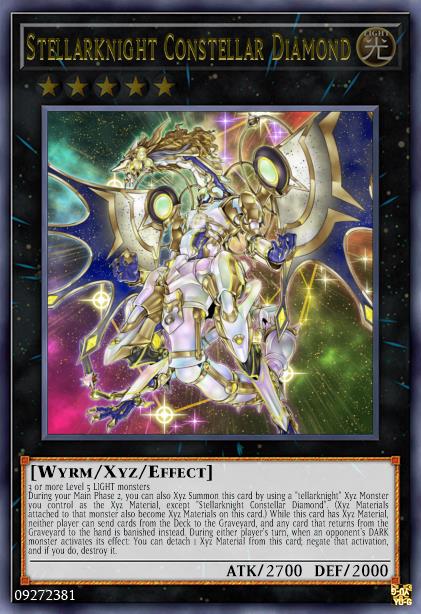 Stellarknight Constellar Diamond
LIGHT
光
[Wyrm/Xyz/Effect]
3 or more Level 5 LIGHT monsters
During your Main Phase 2, you can also Xyz Summon this card by using a "tellarknight" Xyz Monster
you control as the Xyz Material, except "Stellarknight Constellar Diamond". (Xyz Materials
attached to that monster also become Xyz Materials on this card.) While this card has Xyz Material,
neither player can send cards from the Deck to the Graveyard, and any card that returns from the
Graveyard to the hand is banished instead. During either player's turn, when an opponent's DARK
monster activates its effect: You can detach 1 Xyz Material from this card; negate that activation,
and if you do, destroy it.
ATK/2700 DEF/2000
09272381